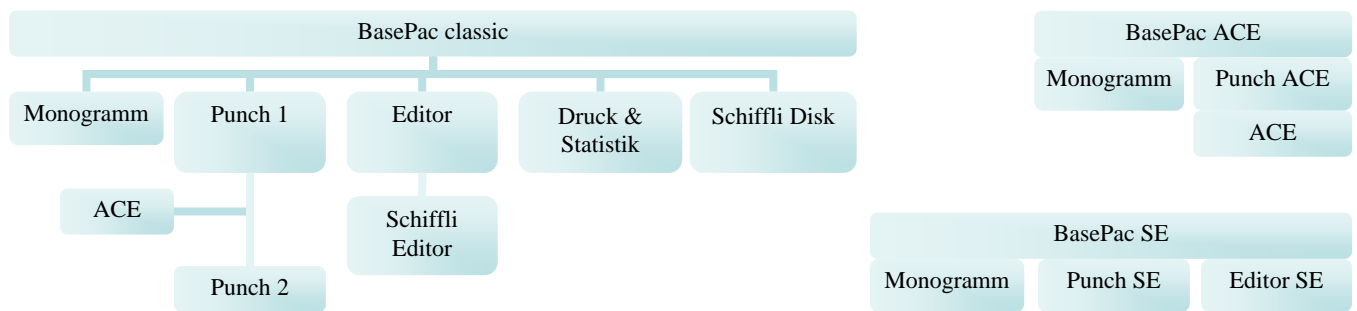 BasePac classic
Monogramm
Punch 1
Editor
Druck &
Statistik
Schiffli Disk
ACE
Schiffli
Editor
Punch 2
BasePac ACE
Monogramm
Punch ACE
ACE
BasePac SE
Monogramm
Punch SE
Editor SE